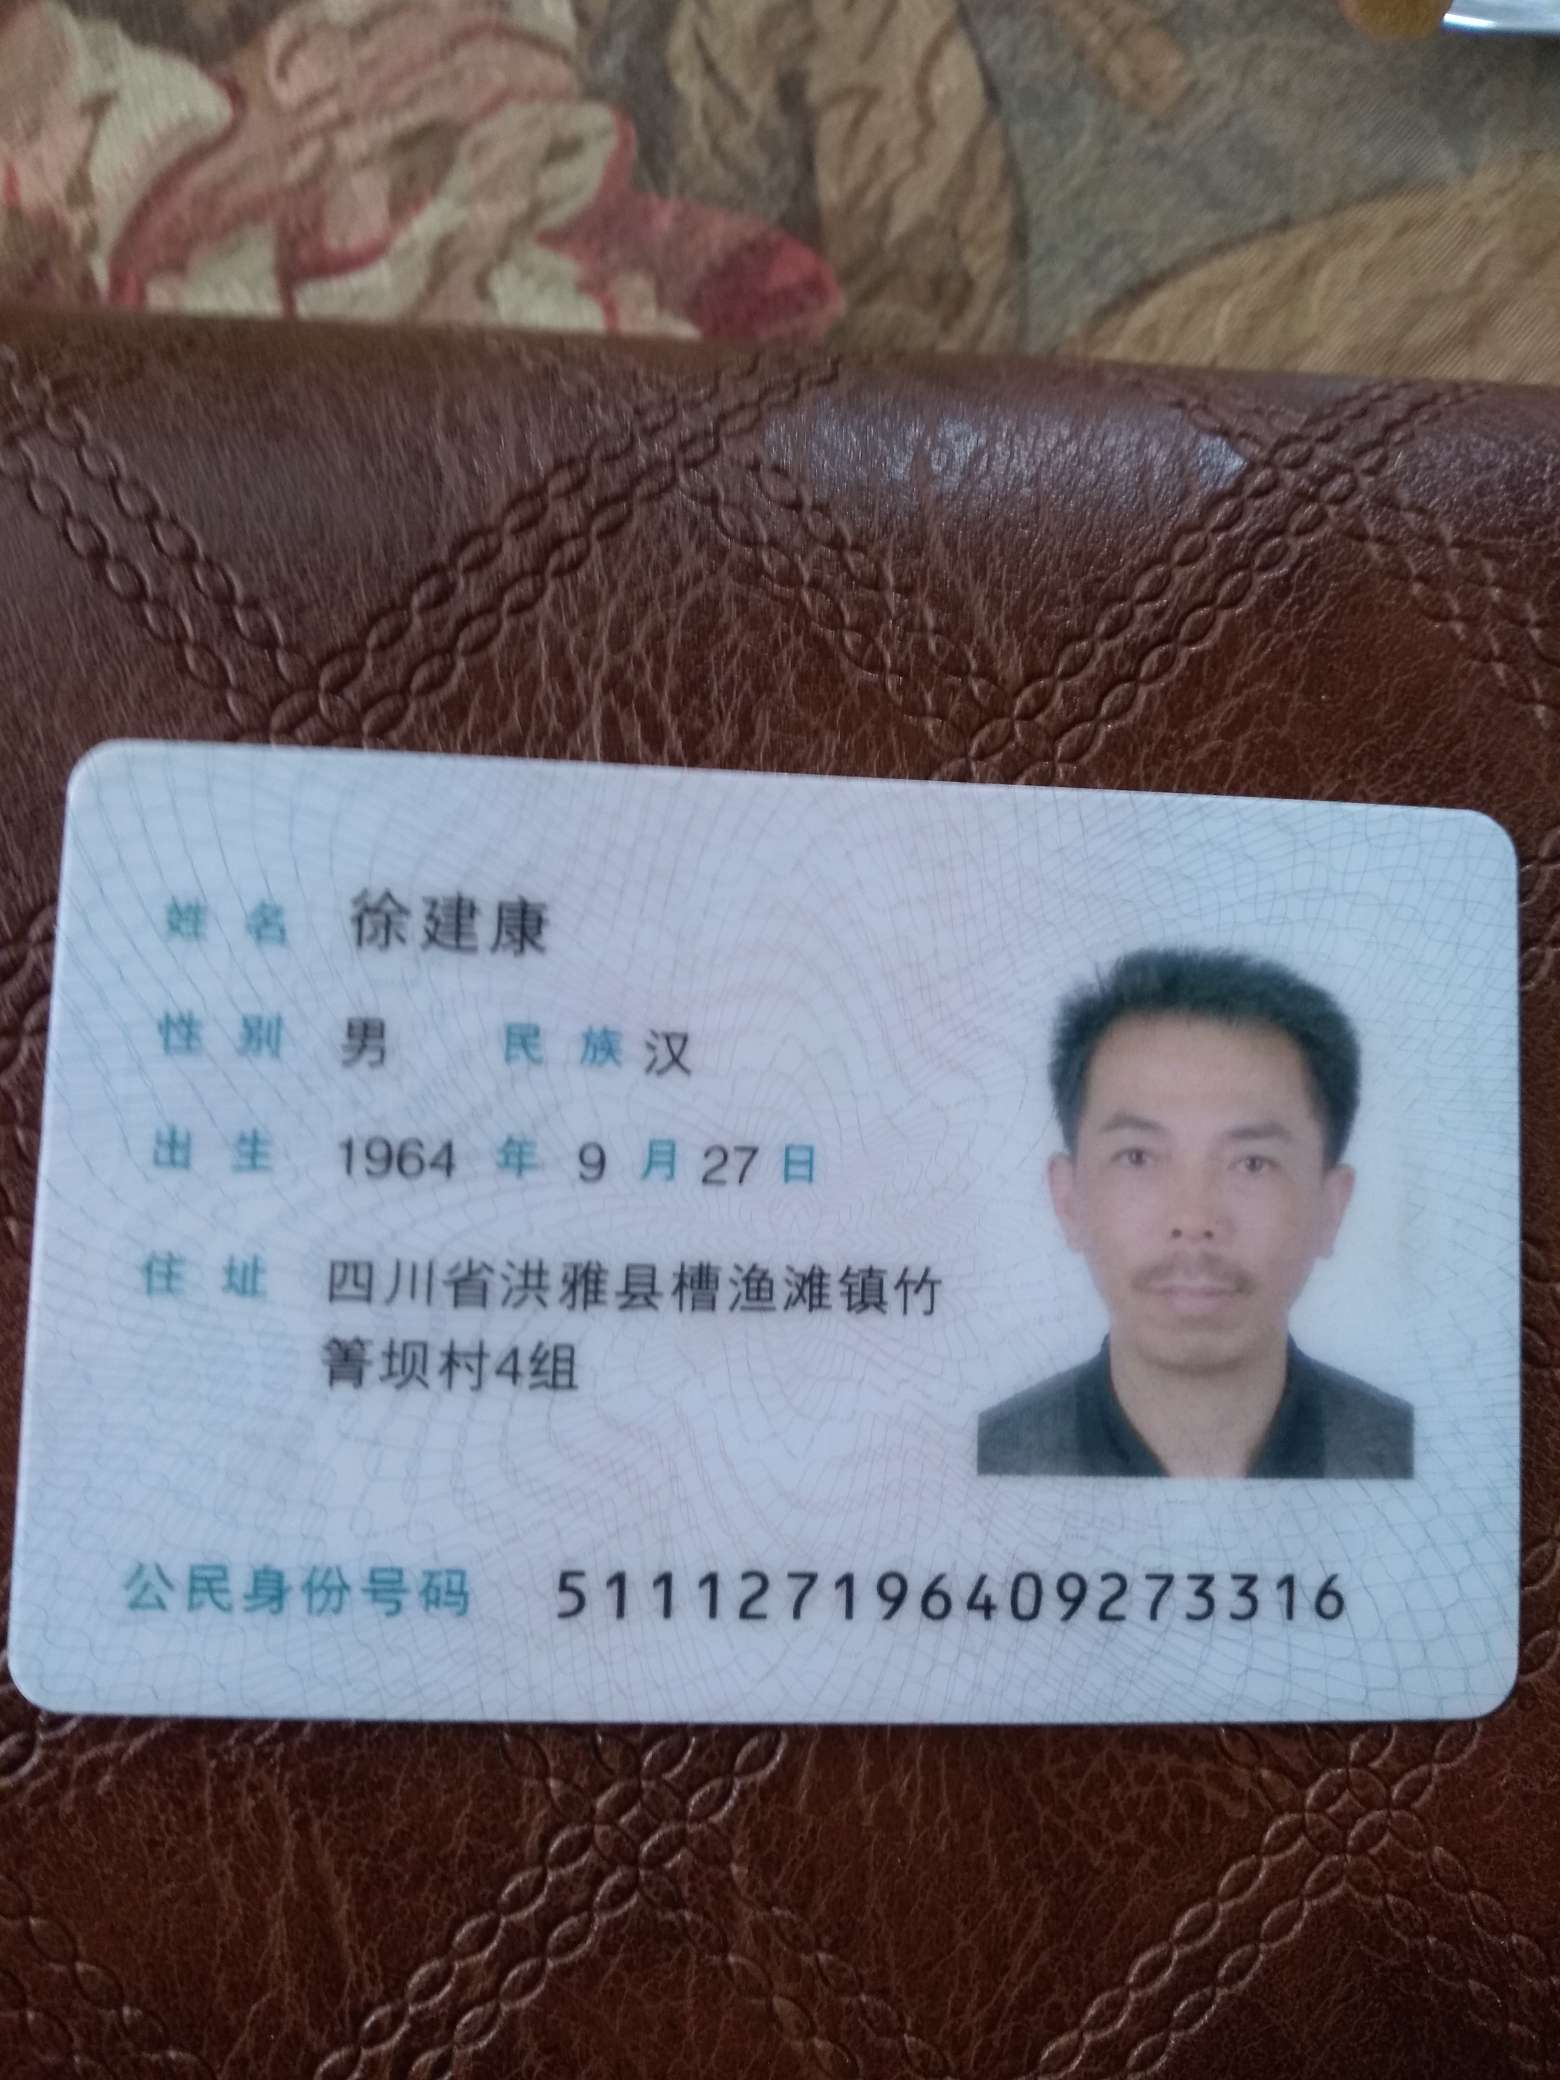 姓名 徐建康
性别 男 民族 汉
出生 1964 年 9 月 27 日
住址 四川省洪雅县槽渔滩镇竹
箐坝村4组
公民身份号码 511127196409273316